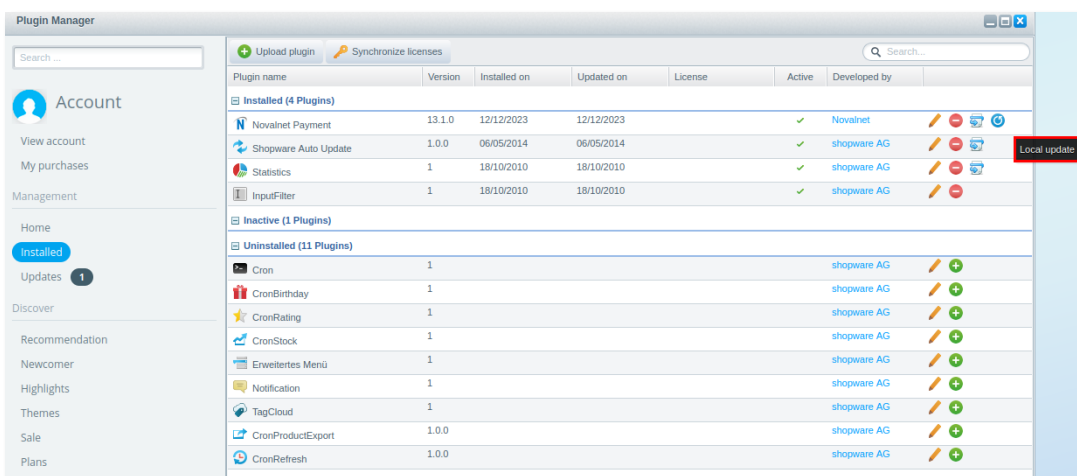 Plugin Manager
Search ...
Account
View account
My purchases
Management
Home
Installed
Updates 1
Discover
Recommendation
Newcomer
Highlights
Themes
Sale
Plans
Upload plugin Synchronize licenses Search...
Plugin name Version Installed on Updated on License Active Developed by
Installed (4 Plugins)
Novalnet Payment 13.1.0 12/12/2023 12/12/2023 Novalnet
Shopware Auto Update 1.0.0 06/05/2014 06/05/2014 shopware AG
Local update
Statistics 1 18/10/2010 18/10/2010 shopware AG
InputFilter 1 18/10/2010 18/10/2010 shopware AG
Inactive (1 Plugins)
Uninstalled (11 Plugins)
Cron 1 shopware AG
CronBirthday 1 shopware AG
CronRating 1 shopware AG
CronStock 1 shopware AG
Erweitertes Menü 1 shopware AG
Notification 1 shopware AG
TagCloud 1 shopware AG
CronProductExport 1.0.0 shopware AG
CronRefresh 1.0.0 shopware AG